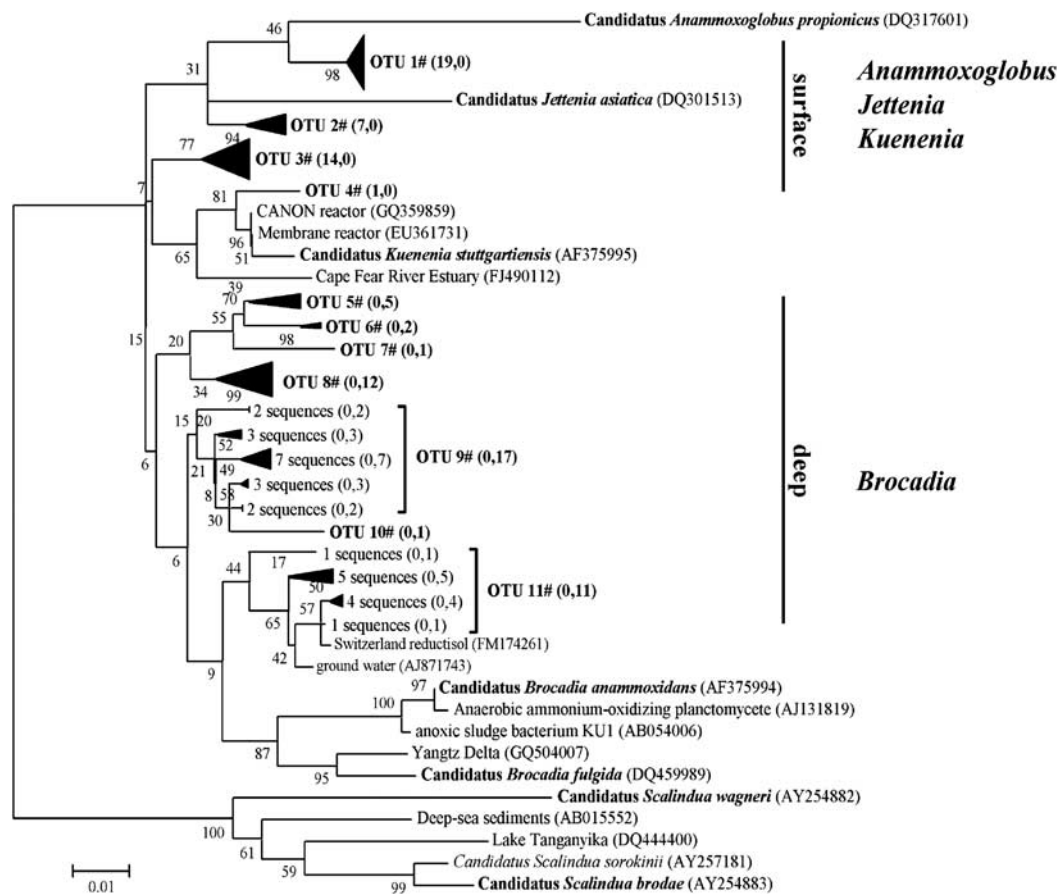 46
Candidatus Anammoxoglobus propionicus (DQ317601)
98
OTU 1# (19,0)
31
Candidatus Jettenia asiatica (DQ301513)
OTU 2# (7,0)
94
77
OTU 3# (14,0)
7
81
OTU 4# (1,0)
CANON reactor (GQ359859)
Membrane reactor (EU361731)
96
51
Candidatus Kuenenia stuttgartiensis (AF375995)
65
Cape Fear River Estuary (FJ490112)
surface
Anammoxoglobus
Jettenia
Kuenenia
39
70
OTU 5# (0,5)
55
OTU 6# (0,2)
98
OTU 7# (0,1)
15
20
OTU 8# (0,12)
34
99
15
20
2 sequences (0,2)
3 sequences (0,3)
52
6
7 sequences (0,7)
21
49
OTU 9# (0,17)
3 sequences (0,3)
8
58
2 sequences (0,2)
30
OTU 10# (0,1)
deep
Brocadia
6
1 sequences (0,1)
44
17
5 sequences (0,5)
50
OTU 11# (0,11)
57
4 sequences (0,4)
65
1 sequences (0,1)
Switzerland reductisol (FM174261)
42
ground water (AJ871743)
9
97
Candidatus Brocadia anammoxidans (AF375994)
100
Anaerobic ammonium-oxidizing planctomycete (AJ131819)
anoxic sludge bacterium KU1 (AB054006)
87
Yangtz Delta (GQ504007)
95
Candidatus Brocadia fulgida (DQ459989)
Candidatus Scalindua wagneri (AY254882)
100
Deep-sea sediments (AB015552)
61
Lake Tanganyika (DQ444400)
59
Candidatus Scalindua sorokinii (AY257181)
99
Candidatus Scalindua brodae (AY254883)
0.01